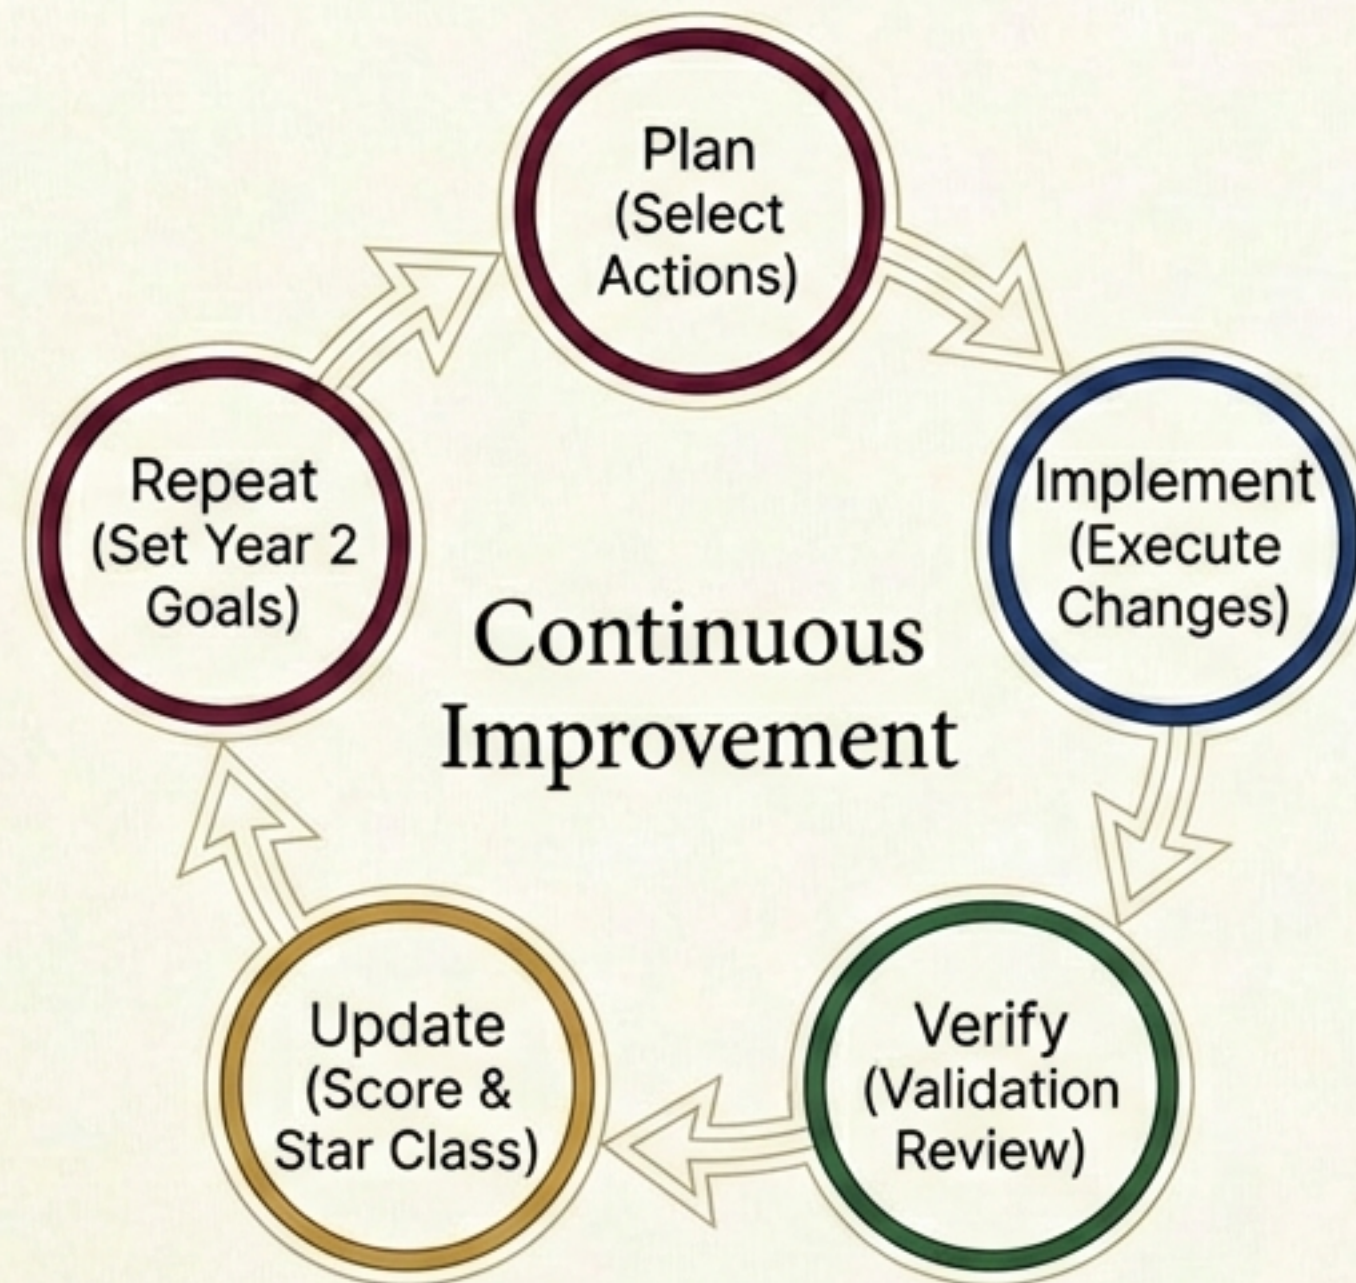 Plan
(Select
Actions)
Implement
(Execute
Changes)
Verify
(Validation
Review)
Update
(Score &
Star Class)
Repeat
(Set Year 2
Goals)
Continuous
Improvement